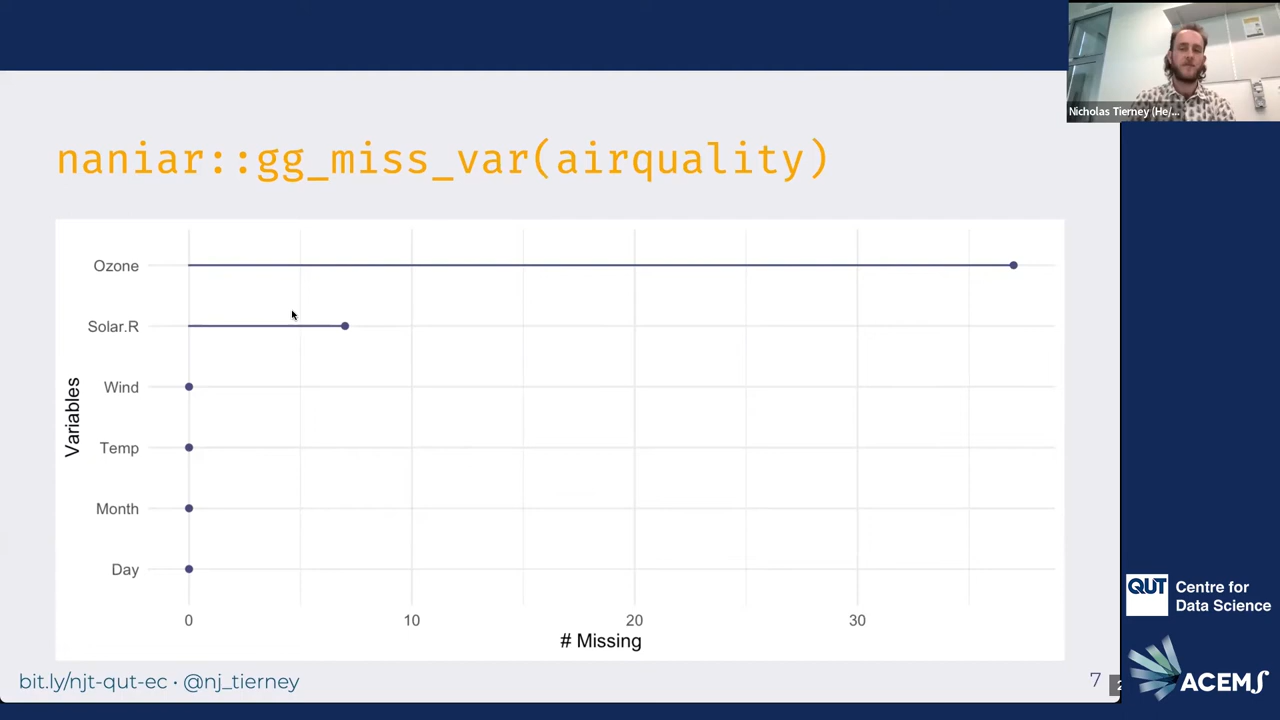 Nicholas Tierney (He/...
naniar::gg_miss_var(airquality)
Ozone
Solar.R
Wind
Temp
Month
Day
Variables
0 10 20 30
# Missing
bit.ly/njt-qut-ec • @nj_tierney
7
2
QUT
Centre for
Data Science
ACEMS